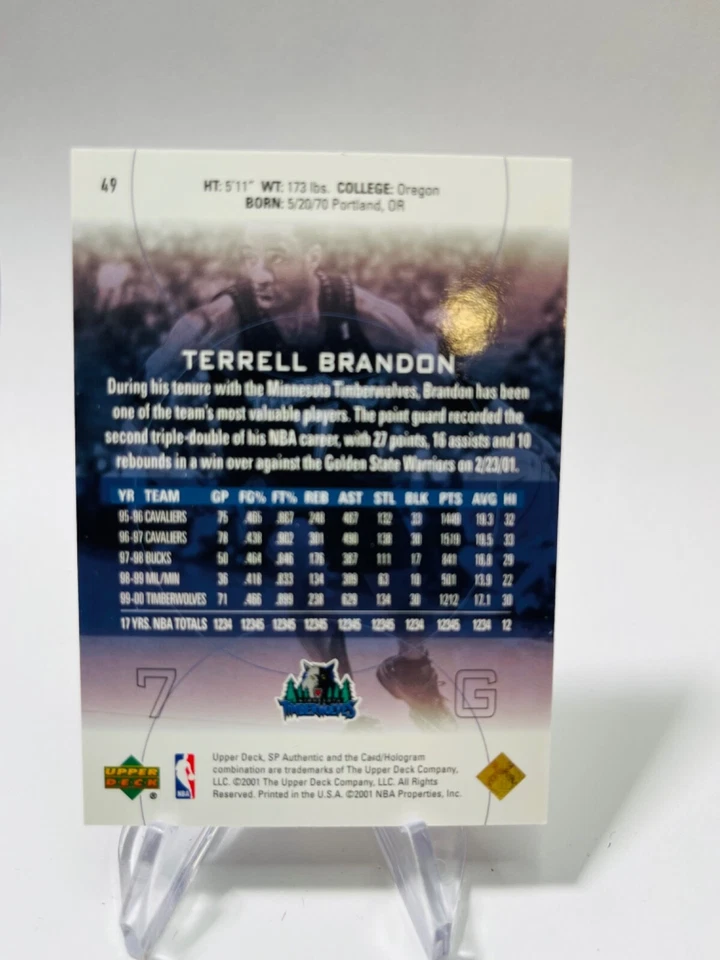 49
HT: 5'11" WT: 173 lbs. COLLEGE: Oregon
BORN: 5/20/70 Portland, OR
TERRELL BRANDON
During his tenure with the Minnesota Timberwolves, Brandon has been
one of the team's most valuable players. The point guard recorded the
second triple-double of his NBA career, with 27 points, 16 assists and 10
rebounds in a win over against the Golden State Warriors on 2/23/01.
YR TEAM GP FG% FT% REB AST STL BLK PTS AVG HI
95-96 CAVALIERS 75 .465 .887 248 487 132 33 1449 19.3 32
96-97 CAVALIERS 78 .438 .902 301 490 138 30 1519 19.5 33
97-98 BUCKS 50 .464 .846 176 387 111 17 841 16.8 29
98-99 MIL/MIN 36 .418 .833 134 309 63 10 501 13.9 22
99-00 TIMBERWOLVES 71 .466 .899 238 629 134 30 1212 17.1 30
17 YRS. NBA TOTALS 1234 12345 12345 12345 12345 1234 1234 12345 1234 12
7 G
TIMBERWOLVES
UPPER DECK ®
NBA
Upper Deck, SP Authentic and the Card/Hologram
combination are trademarks of The Upper Deck Company,
LLC. ©2001 The Upper Deck Company, LLC. All Rights
Reserved. Printed in the U.S.A. ©2001 NBA Properties, Inc.